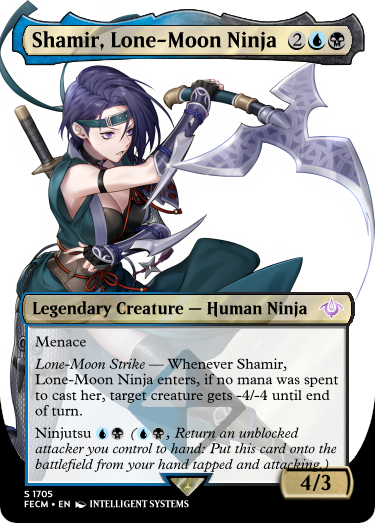 Shamir, Lone-Moon Ninja 2
Legendary Creature — Human Ninja
Menace
Lone-Moon Strike — Whenever Shamir,
Lone-Moon Ninja enters, if no mana was spent
to cast her, target creature gets -4/-4 until end
of turn.
Ninjutsu (, Return an unblocked
attacker you control to hand: Put this card onto the
battlefield from your hand tapped and attacking.)
4/3
S 1705
FECM • EN INTELLIGENT SYSTEMS